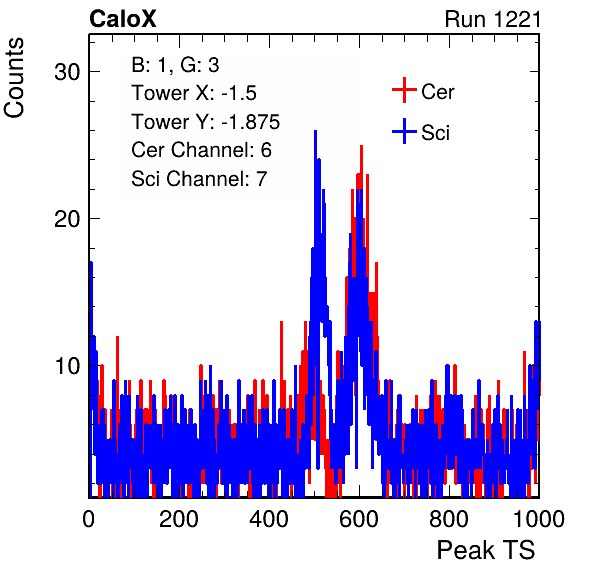 CaloX Run 1221
Counts
30
20
10
B: 1, G: 3
Tower X: -1.5
Tower Y: -1.875
Cer Channel: 6
Sci Channel: 7
Cer
Sci
0 200 400 600 800 1000
Peak TS